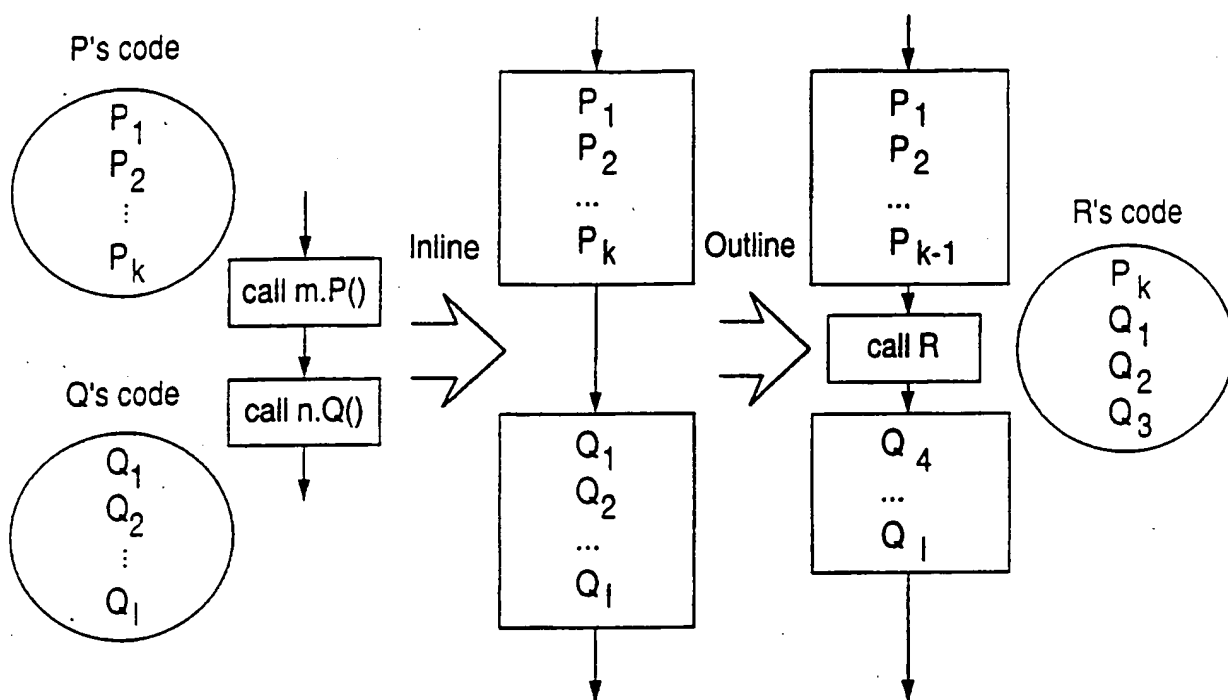 P's code
P1
P2
...
Pk
call m.P()
call n.Q()
Q's code
Q1
Q2
...
Ql
Inline
P1
P2
...
Pk
Q1
Q2
...
Ql
Outline
P1
P2
...
Pk-1
call R
Q4
...
Ql
R's code
Pk
Q1
Q2
Q3